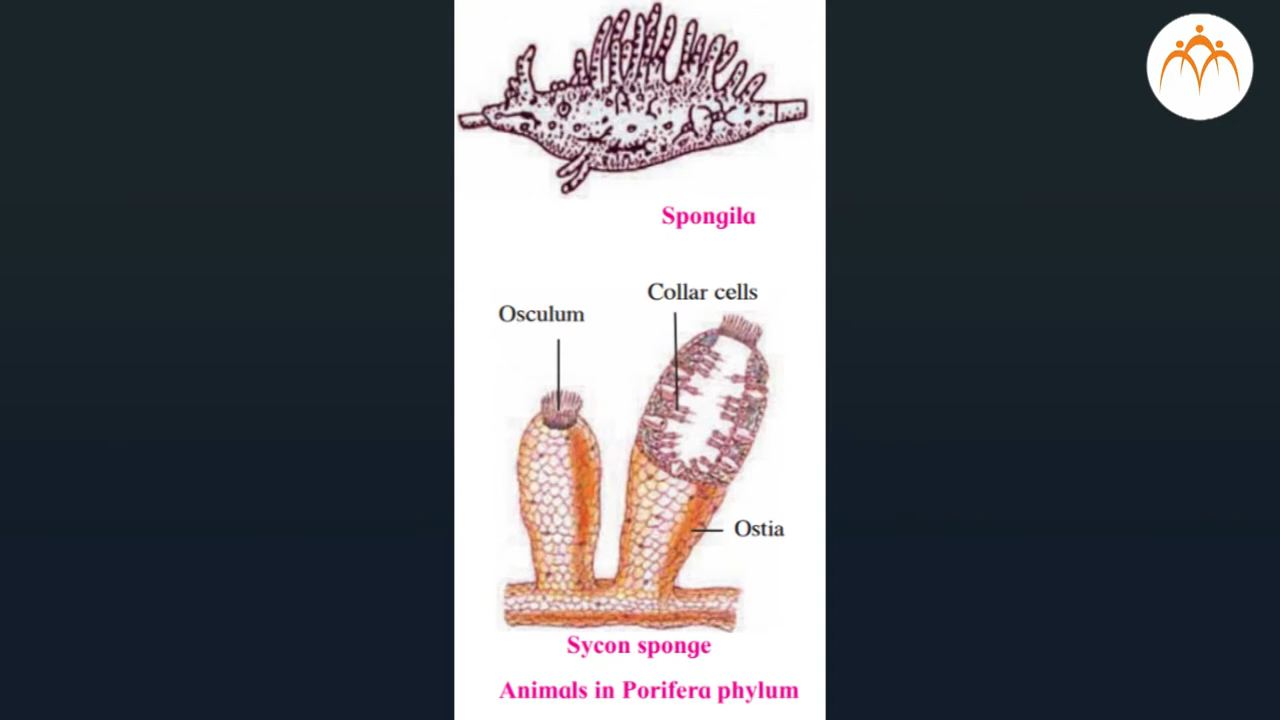 Spongila
Collar cells
Osculum
Ostia
Sycon sponge
Animals in Porifera phylum